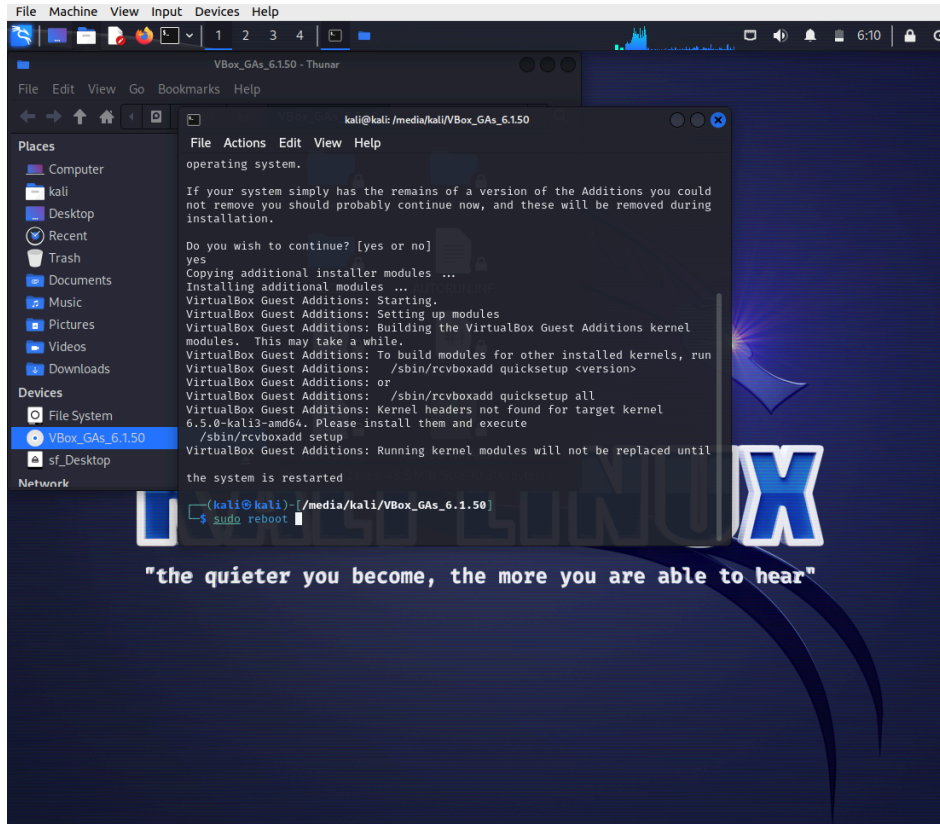 File Machine View Input Devices Help
1 2 3 4 6:10
VBox_GAs_6.1.50 - Thunar
File Edit View Go Bookmarks Help
Places
Computer
kali
Desktop
Recent
Trash
Documents
Music
Pictures
Videos
Downloads
Devices
File System
VBox_GAs_6.1.50
sf_Desktop
Network
kali@kali: /media/kali/VBox_GAs_6.1.50
File Actions Edit View Help
operating system.
If your system simply has the remains of a version of the Additions you could
not remove you should probably continue now, and these will be removed during
installation.
Do you wish to continue? [yes or no]
yes
Copying additional installer modules ...
Installing additional modules ...
VirtualBox Guest Additions: Starting.
VirtualBox Guest Additions: Setting up modules
VirtualBox Guest Additions: Building the VirtualBox Guest Additions kernel
modules.  This may take a while.
VirtualBox Guest Additions: To build modules for other installed kernels, run
VirtualBox Guest Additions:   /sbin/rcvboxadd quicksetup <version>
VirtualBox Guest Additions: or
VirtualBox Guest Additions:   /sbin/rcvboxadd quicksetup all
VirtualBox Guest Additions: Kernel headers not found for target kernel
6.5.0-kali3-amd64. Please install them and execute
  /sbin/rcvboxadd setup
VirtualBox Guest Additions: Running kernel modules will not be replaced until
the system is restarted
(kali㉿kali)-[/media/kali/VBox_GAs_6.1.50]
$ sudo reboot
KALI LINUX
"the quieter you become, the more you are able to hear"